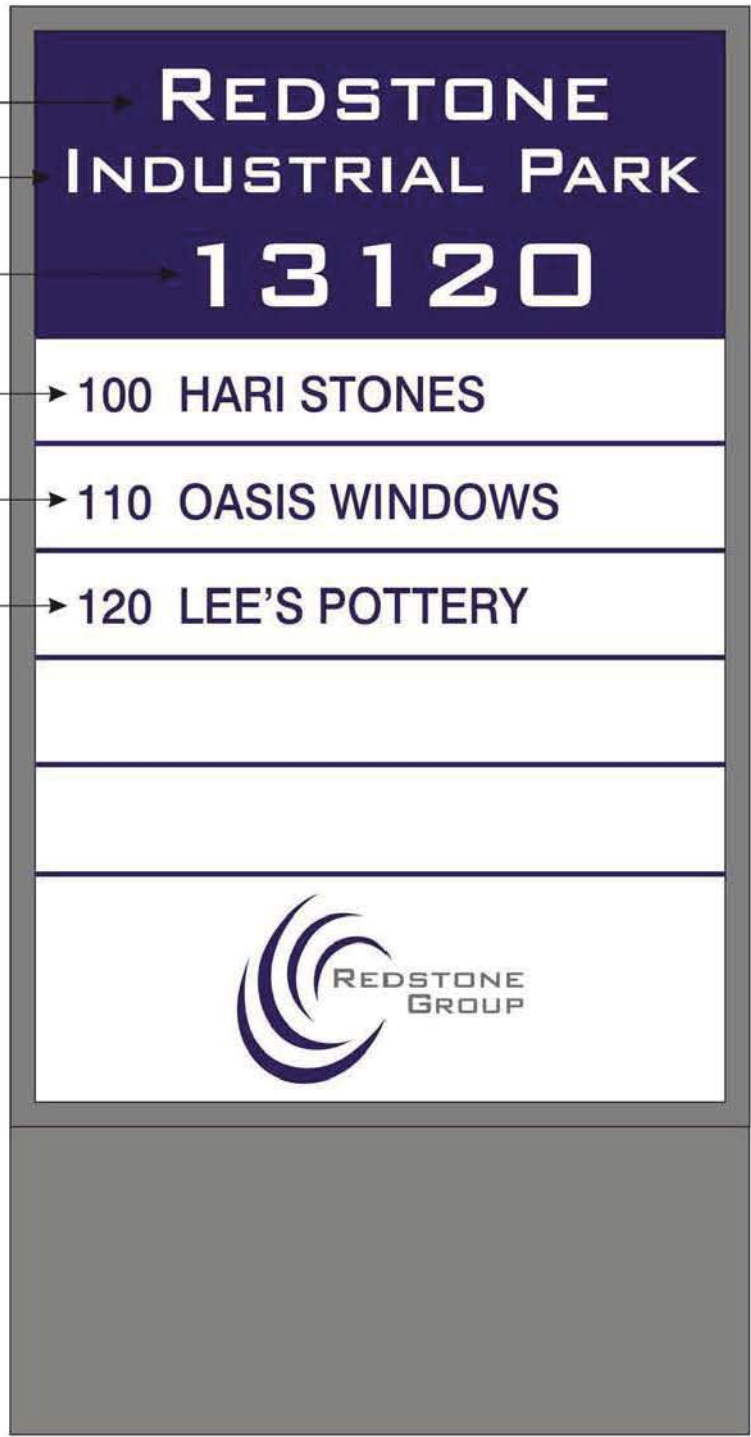 REDSTONE
INDUSTRIAL PARK
13120
100 HARI STONES
110 OASIS WINDOWS
120 LEE'S POTTERY
REDSTONE
GROUP